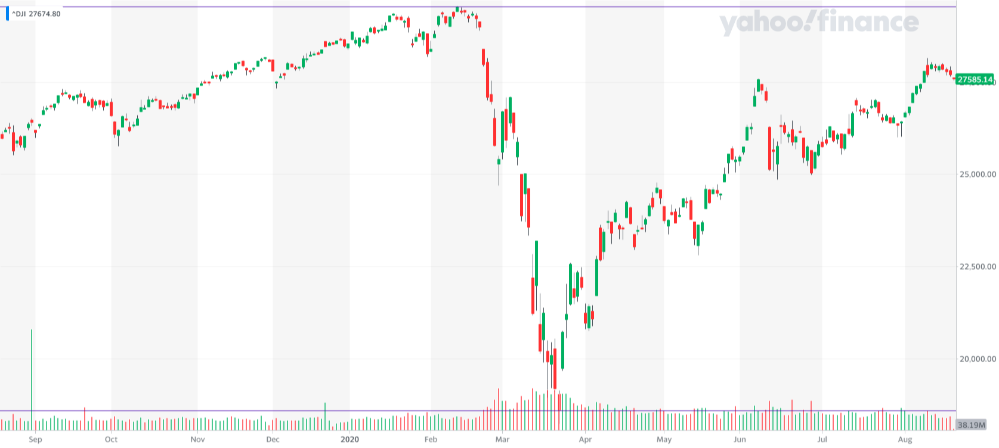 ^DJI 27674.80
yahoo!finance
27585.14
25,000.00
22,500.00
20,000.00
38.19M
Sep Oct Nov Dec 2020 Feb Mar Apr May Jun Jul Aug